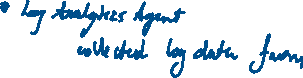 • Log Analytics Agent
collected log data from